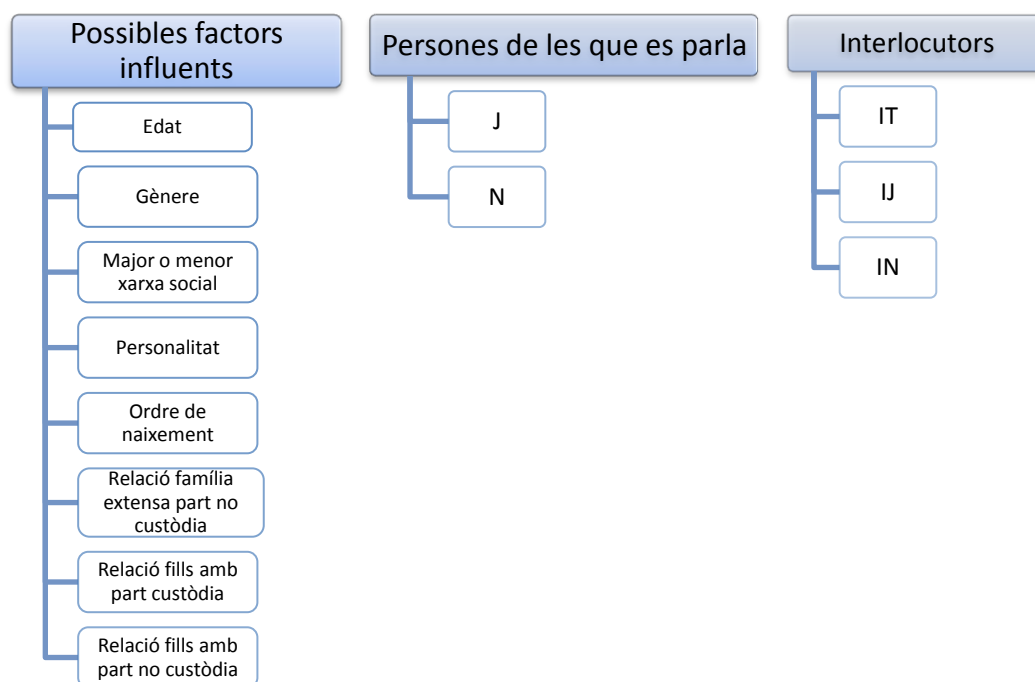 Possibles factors
influents
Edat
Gènere
Major o menor
xarxa social
Personalitat
Ordre de
naixement
Relació família
extensa part no
custòdia
Relació fills amb
part custòdia
Relació fills amb
part no custòdia
Persones de les que es parla
J
N
Interlocutors
IT
IJ
IN